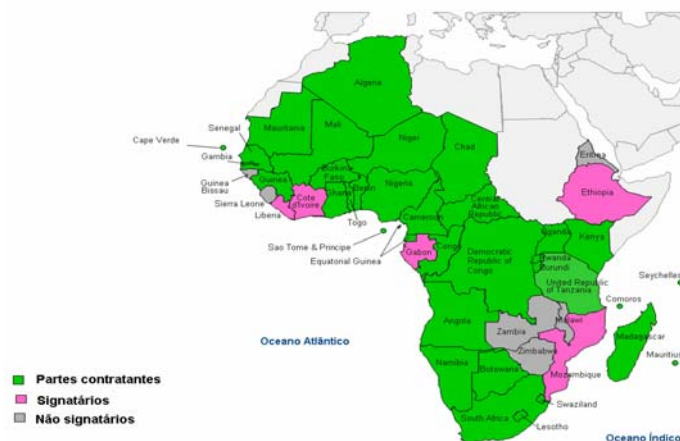 Algeria
Mauritania
Mali
Niger
Chad
Senegal
Cape Verde
Gambia
Guinea
Bissau
Guinea
Sierra Leone
Liberia
Cote
d'Ivoire
Burkina
Faso
Ghana
Togo
Benin
Nigeria
Cameroun
Central
African
Republic
Eritrea
Ethiopia
Sao Tome & Principe
Equatorial Guinea
Gabon
Congo
Democratic
Republic of
Congo
Uganda
Kenya
Rwanda
Burundi
United Republic
of Tanzania
Seychelles
Comoros
Angola
Zambia
Malawi
Zimbabwe
Mozambique
Madagascar
Mauritius
Namibia
Botswana
Swaziland
South Africa
Lesotho
Oceano Atlântico
Oceano Índico
Partes contratantes
Signatários
Não signatários